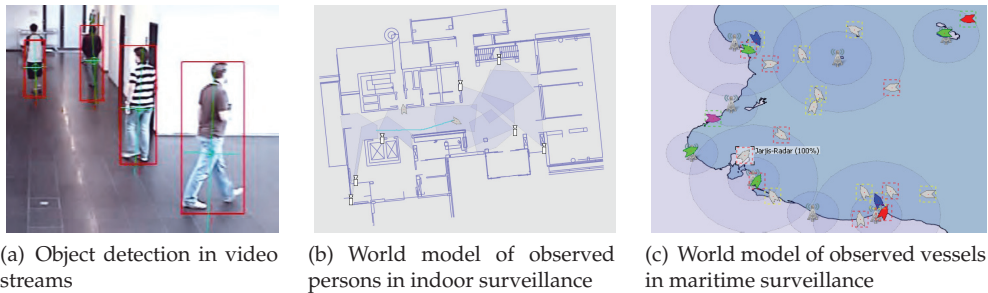 Jarjis-Radar (100%)
(a) Object detection in video
streams
(b) World model of observed
persons in indoor surveillance
(c) World model of observed vessels
in maritime surveillance